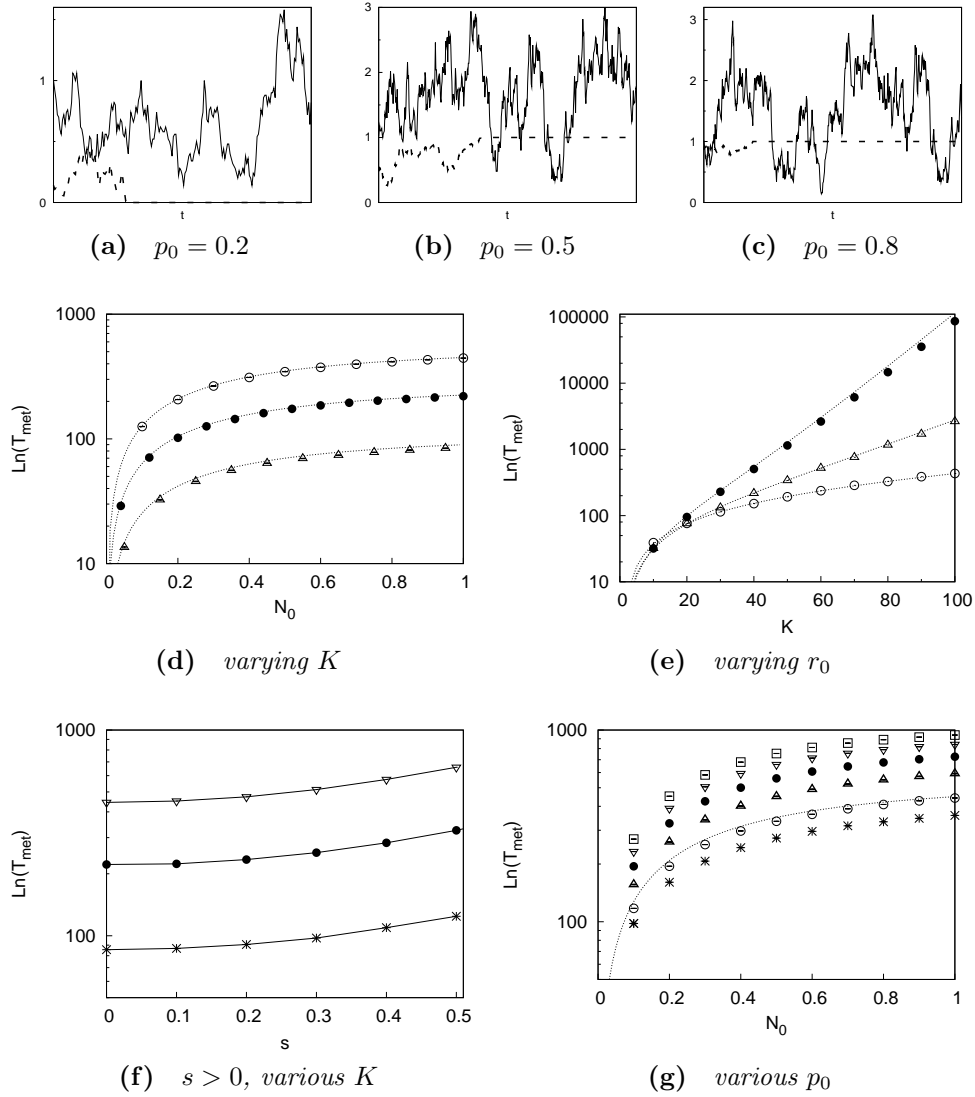 1
0
t
(a) p₀ = 0.2
3
2
1
0
t
(b) p₀ = 0.5
3
2
1
0
t
(c) p₀ = 0.8
Ln(T_met)
1000
100
10
0 0.2 0.4 0.6 0.8 1
N₀
(d) varying K
Ln(T_met)
100000
10000
1000
100
10
0 20 40 60 80 100
K
(e) varying r₀
Ln(T_met)
1000
100
0 0.1 0.2 0.3 0.4 0.5
s
(f) s > 0, various K
Ln(T_met)
1000
100
0 0.2 0.4 0.6 0.8 1
N₀
(g) various p₀